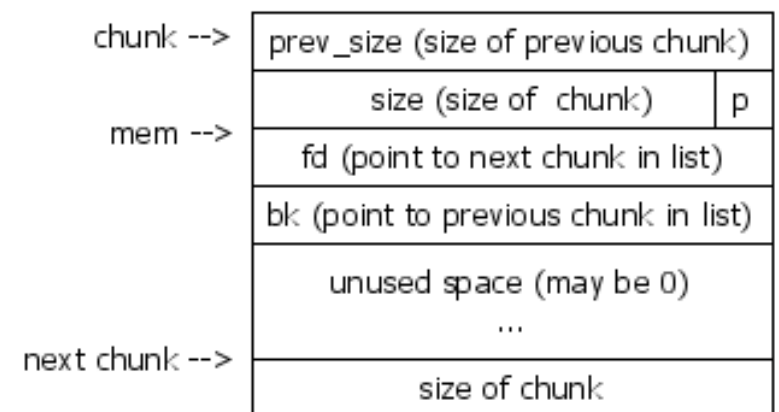 chunk --> prev_size (size of previous chunk)
size (size of chunk) p
mem -->
fd (point to next chunk in list)
bk (point to previous chunk in list)
unused space (may be 0)
...
next chunk -->
size of chunk